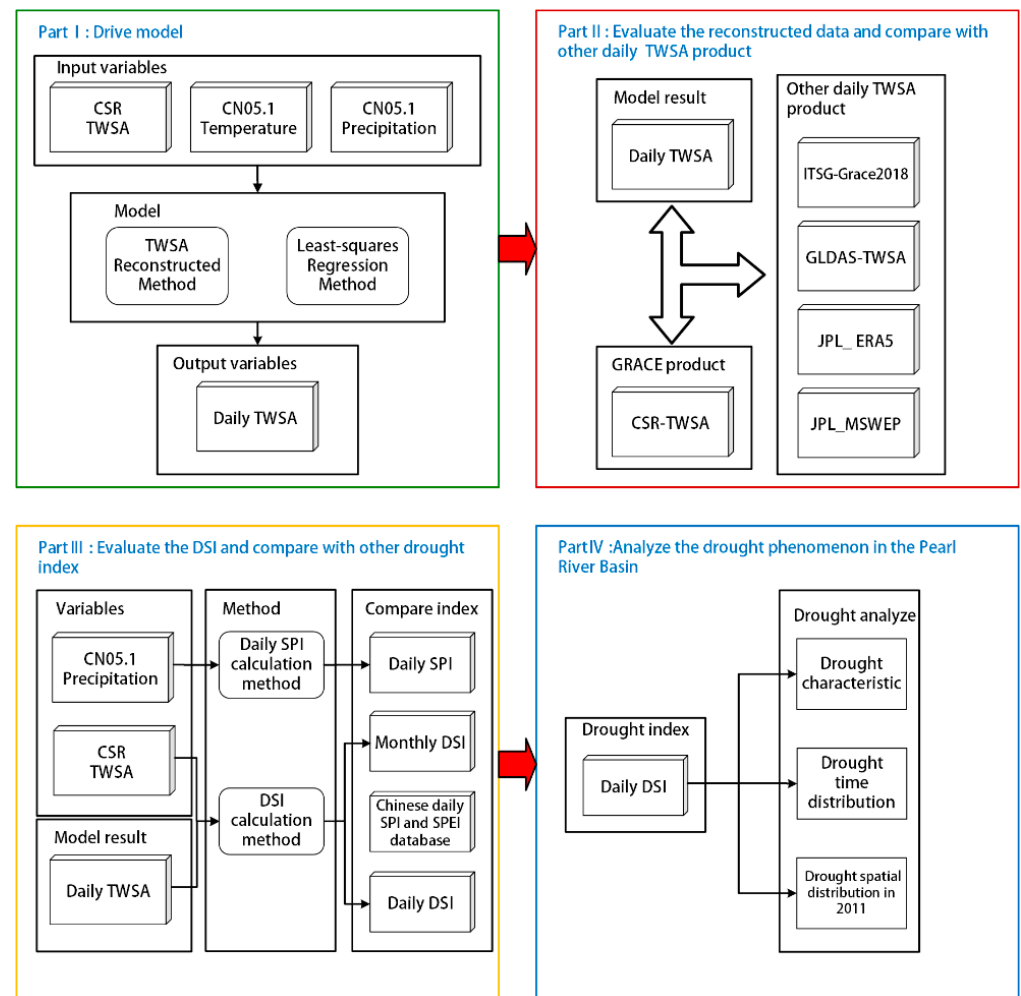 Part Ⅰ : Drive model
Input variables
CSR
TWSA
CN05.1
Temperature
CN05.1
Precipitation
Model
TWSA
Reconstructed
Method
Least-squares
Regression
Method
Output variables
Daily TWSA
Part II : Evaluate the reconstructed data and compare with
other daily TWSA product
Model result
Daily TWSA
GRACE product
CSR-TWSA
Other daily TWSA
product
ITSG-Grace2018
GLDAS-TWSA
JPL_ ERA5
JPL_MSWEP
Part III : Evaluate the DSI and compare with other drought
index
Variables
CN05.1
Precipitation
CSR
TWSA
Model result
Daily TWSA
Method
Daily SPI
calculation
method
DSI
calculation
method
Compare index
Daily SPI
Monthly DSI
Chinese daily
SPI and SPEI
database
Daily DSI
PartIV :Analyze the drought phenomenon in the Pearl
River Basin
Drought index
Daily DSI
Drought analyze
Drought
characteristic
Drought
time
distribution
Drought spatial
distribution in
2011